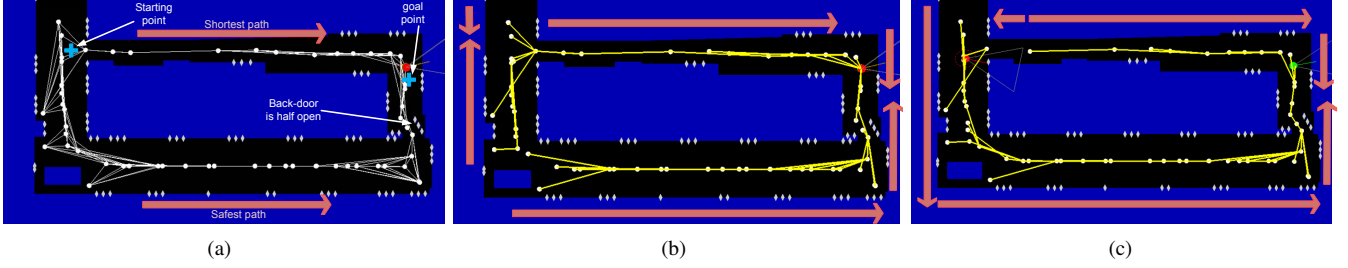 Starting
point
Shortest path
goal
point
Back-door
is half open
Safest path
(a)
(b)
(c)